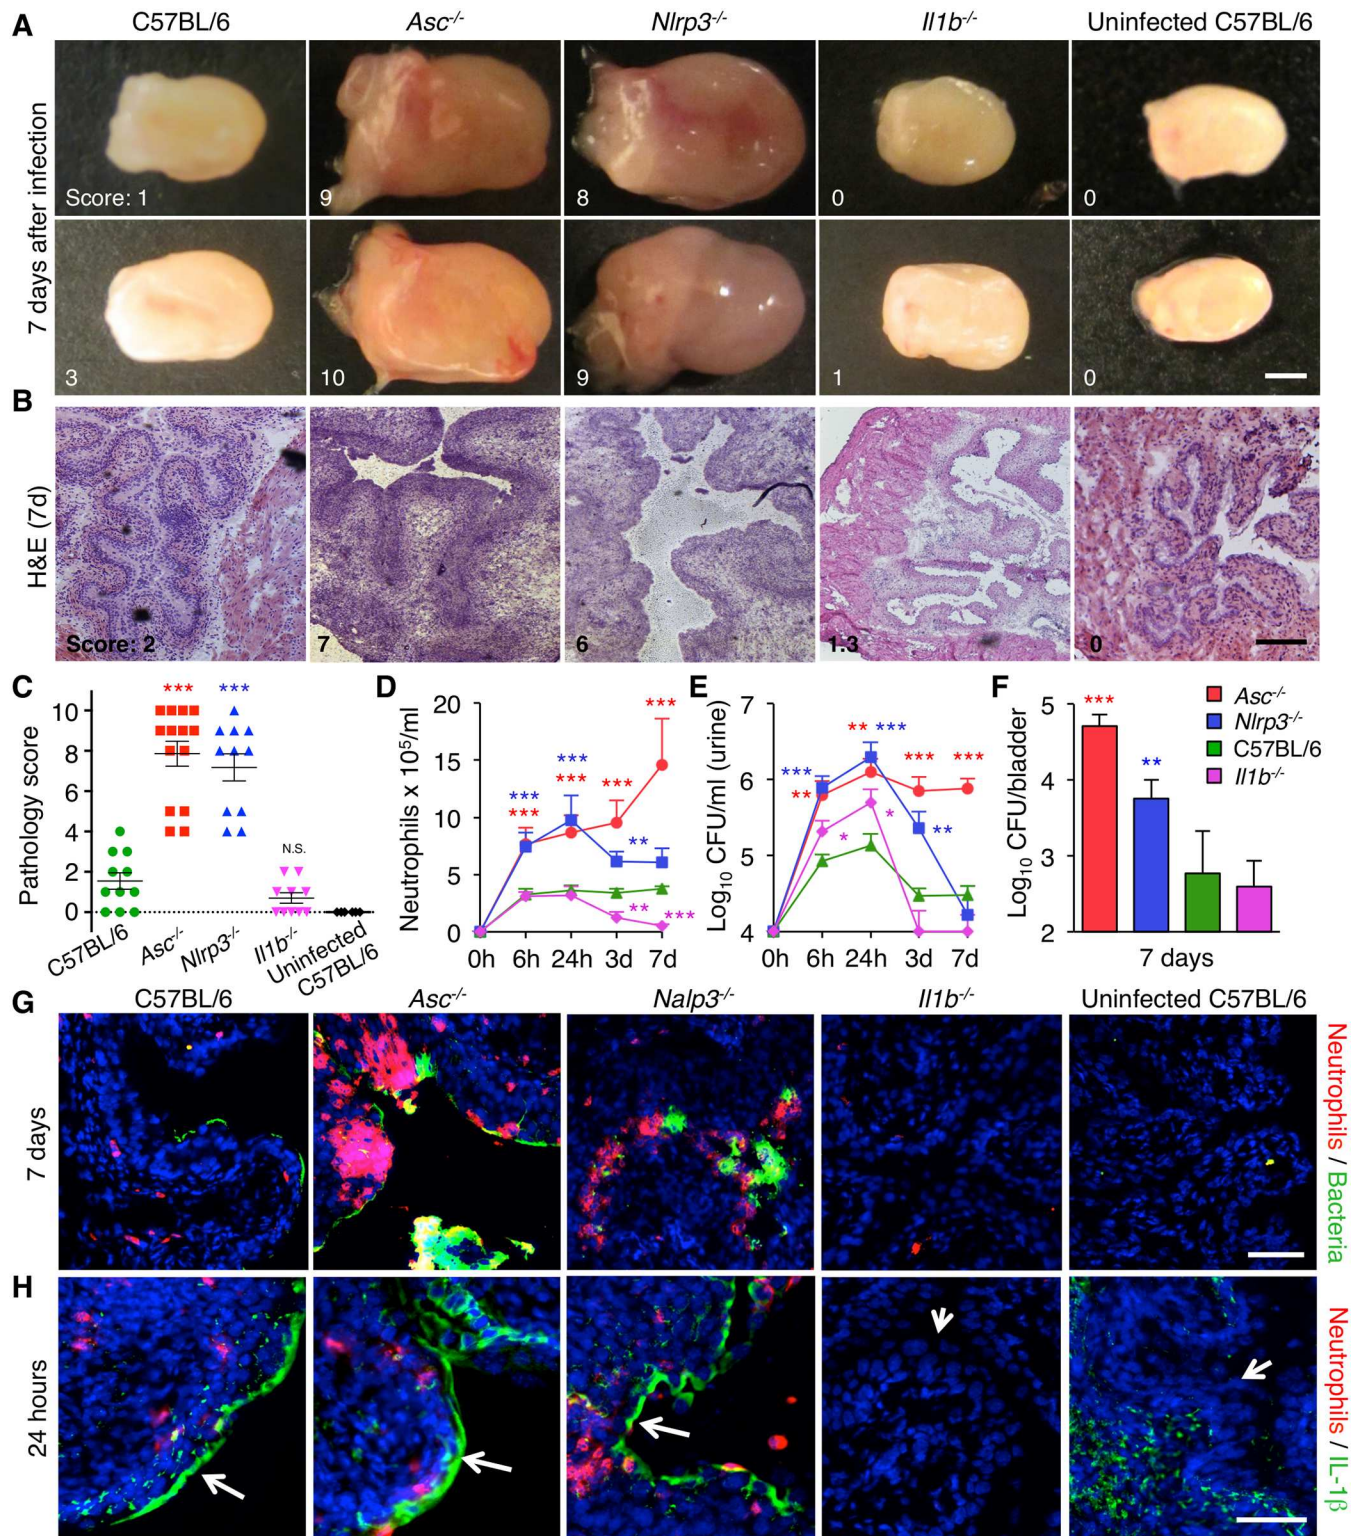 A
C57BL/6
Asc-/-
Nlrp3-/-
Il1b-/-
Uninfected C57BL/6
7 days after infection
Score: 1
9
8
0
0
3
10
9
1
0
B
H&E (7d)
Score: 2
7
6
1.3
0
C
Pathology score
10
8
6
4
2
0
***
***
N.S.
C57BL/6
Asc-/-
Nlrp3-/-
Il1b-/-
Uninfected
C57BL/6
D
Neutrophils x 10⁵/ml
20
15
10
5
0
***
***
***
***
***
**
***
**
***
0h
6h
24h
3d
7d
E
Log₁₀ CFU/ml (urine)
7
6
5
4
***
**
**
***
***
***
**
*
*
0h
6h
24h
3d
7d
F
Log₁₀ CFU/bladder
5
4
3
2
***
**
7 days
Asc-/-
Nlrp3-/-
C57BL/6
Il1b-/-
G
C57BL/6
Asc-/-
Nalp3-/-
Il1b-/-
Uninfected C57BL/6
7 days
Neutrophils / Bacteria
H
24 hours
Neutrophils / IL-1β